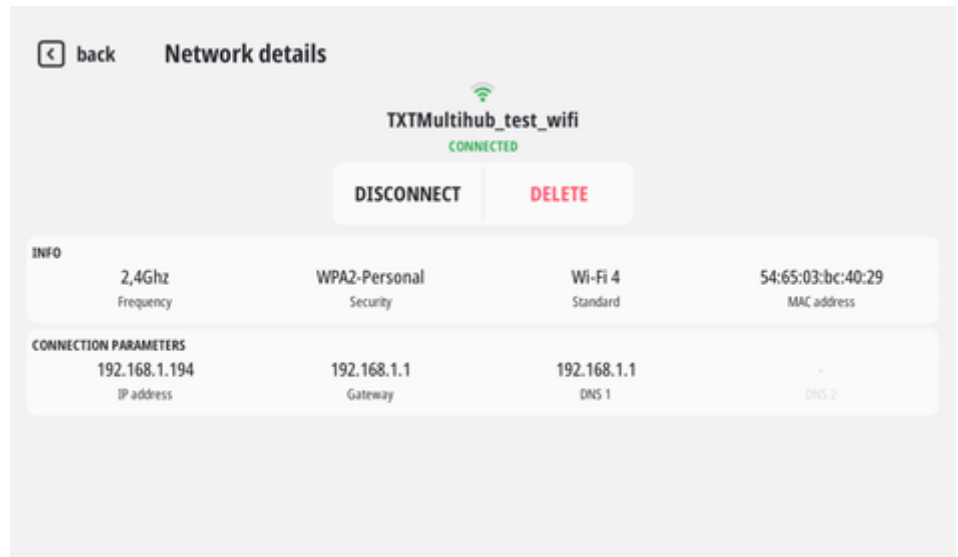 back Network details
TXTMultihub_test_wifi
CONNECTED
DISCONNECT DELETE
INFO
2,4Ghz WPA2-Personal Wi-Fi 4 54:65:03:bc:40:29
Frequency Security Standard MAC address
CONNECTION PARAMETERS
192.168.1.194 192.168.1.1 192.168.1.1 -
IP address Gateway DNS 1 DNS 2